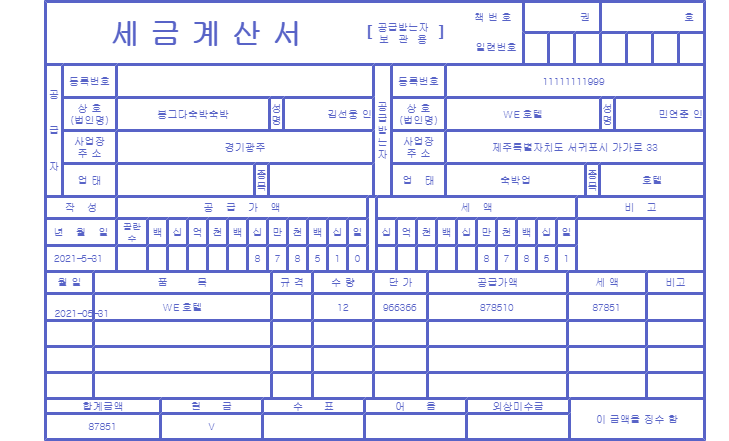 세 금 계 산 서
[ 공급받는자 보 관 용 ]
책 번 호 권 호
일련번호
공 급 자
등록번호
상 호 (법인명) 봉그다숙박숙박 성명 김선웅 인
사업장 주 소 경기광주
업 태 종목
공급받는자
등록번호 11111111999
상 호 (법인명) WE호텔 성명 민연주 인
사업장 주 소 제주특별자치도 서귀포시 가가로 33
업 태 숙박업 종목 호텔
작 성 공 급 가 액 세 액 비 고
년 월 일 공란수 백 십 억 천 백 십 만 천 백 십 일 십 억 천 백 십 만 천 백 십 일
2021-5-31 8 7 8 5 1 0 8 7 8 5 1
월 일 품 목 규 격 수 량 단 가 공급가액 세 액 비고
2021-05-31 WE호텔 12 966366 878510 87851
합계금액 현 금 수 표 어 음 외상미수금 이 금액을 징수 함
87851 V